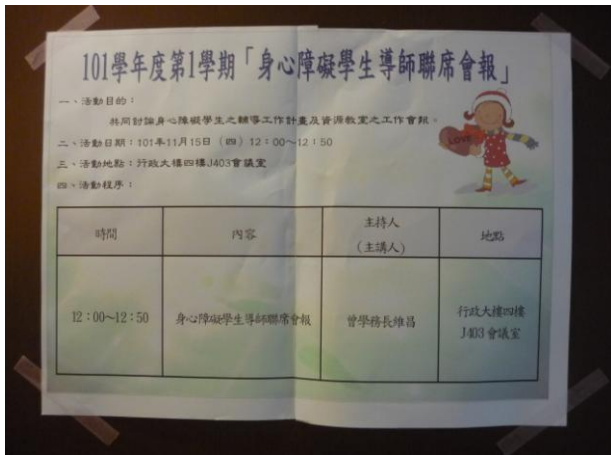 101學年度第1學期「身心障礙學生導師聯席會報」
一、活動目的：
共同討論身心障礙學生之輔導工作計畫及資源教室之工作會報。
二、活動日期：101年11月15日（四）12：00～12：50
三、活動地點：行政大樓四樓J403會議室
四、活動程序：
LOVE
時間 內容 主持人（主講人） 地點
12：00～12：50 身心障礙學生導師聯席會報 曾學務長維昌 行政大樓四樓J403會議室